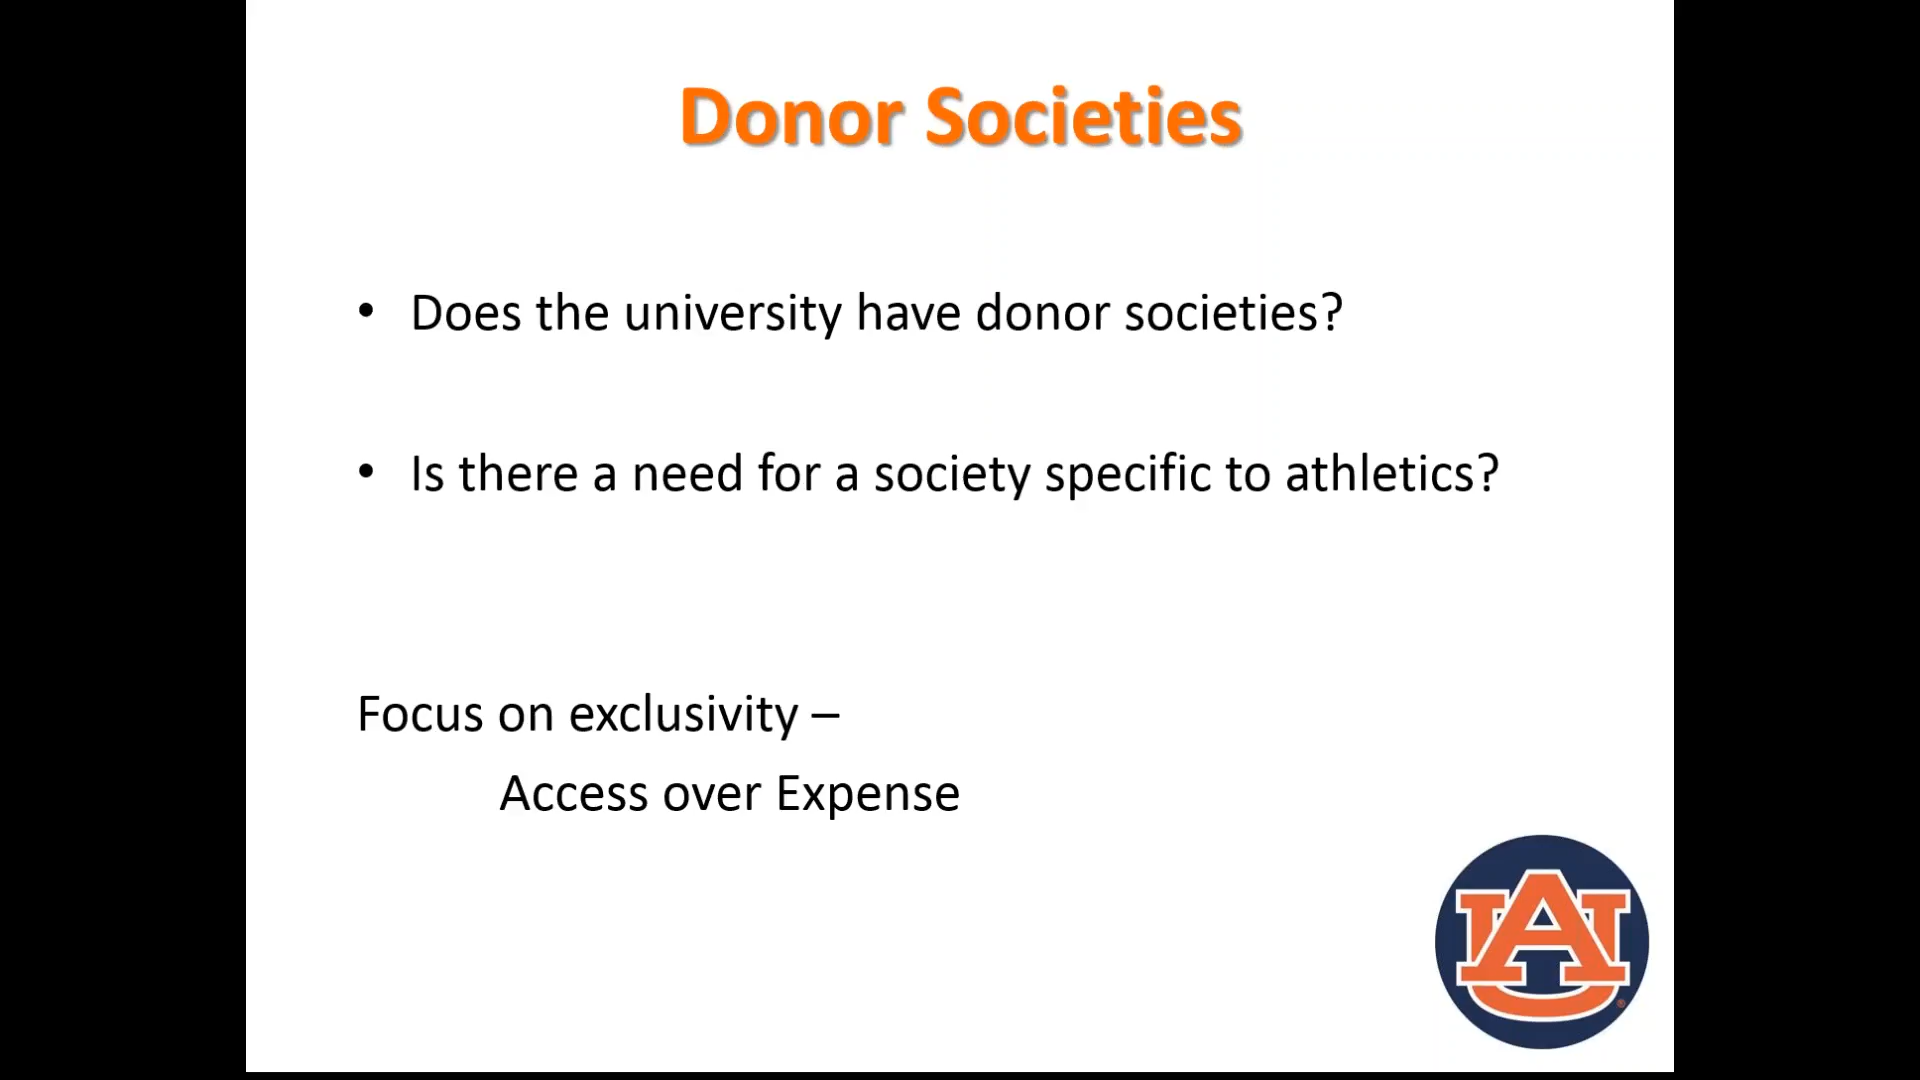 Donor Societies
• Does the university have donor societies?
• Is there a need for a society specific to athletics?
Focus on exclusivity –
Access over Expense
AU